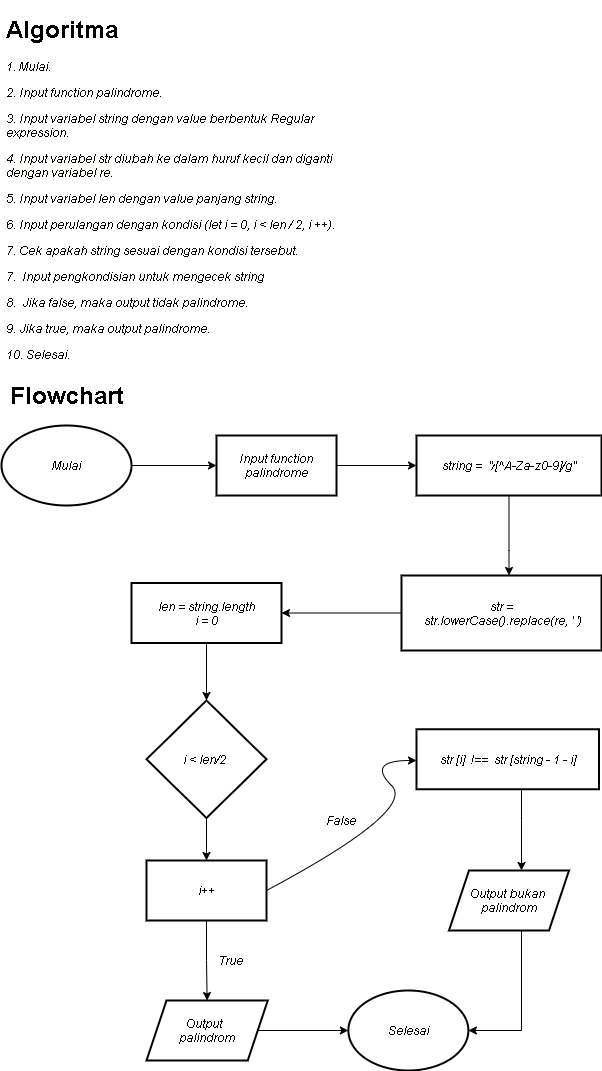 Algoritma
1. Mulai.
2. Input function palindrome.
3. Input variabel string dengan value berbentuk Regular
expression.
4. Input variabel str diubah ke dalam huruf kecil dan diganti
dengan variabel re.
5. Input variabel len dengan value panjang string.
6. Input perulangan dengan kondisi (let i = 0, i < len / 2, i ++).
7. Cek apakah string sesuai dengan kondisi tersebut.
7. Input pengkondisian untuk mengecek string
8. Jika false, maka output tidak palindrome.
9. Jika true, maka output palindrome.
10. Selesai.
Flowchart
Mulai
Input function
palindrome
string = "/[^A-Za-z0-9]/g"
str =
str.lowerCase().replace(re, ' ')
len = string.length
i = 0
i < len/2
str [i] !== str [string - 1 - i]
False
i++
Output bukan
palindrom
True
Output
palindrom
Selesai